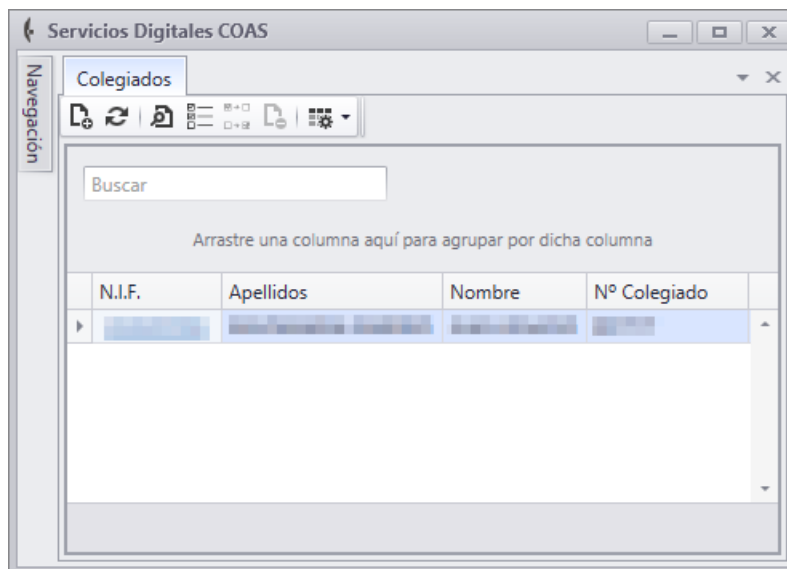 Servicios Digitales COAS
Navegación
Colegiados
Buscar
Arrastre una columna aquí para agrupar por dicha columna
N.I.F. Apellidos Nombre Nº Colegiado